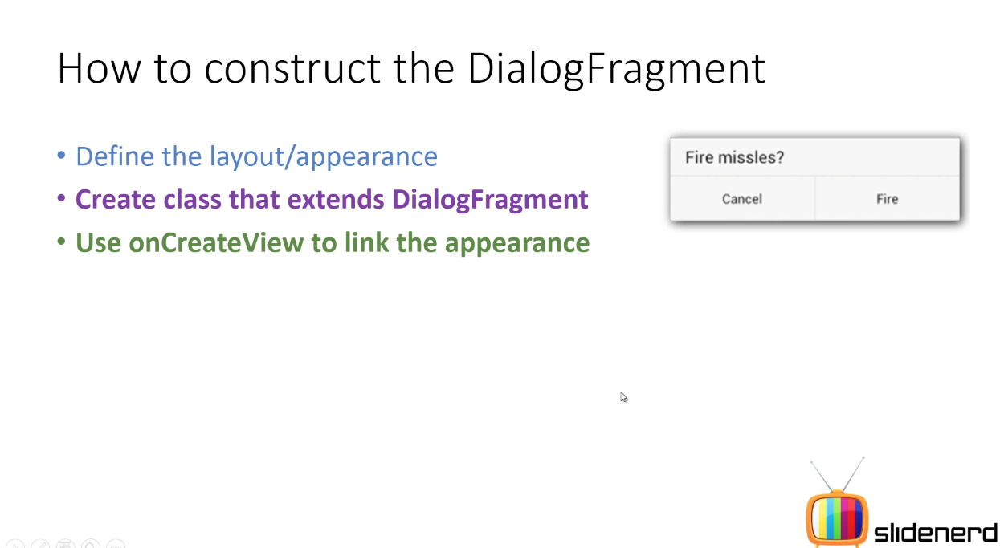 How to construct the DialogFragment
• Define the layout/appearance
• Create class that extends DialogFragment
• Use onCreateView to link the appearance
Fire missles?
Cancel Fire
slidenerd